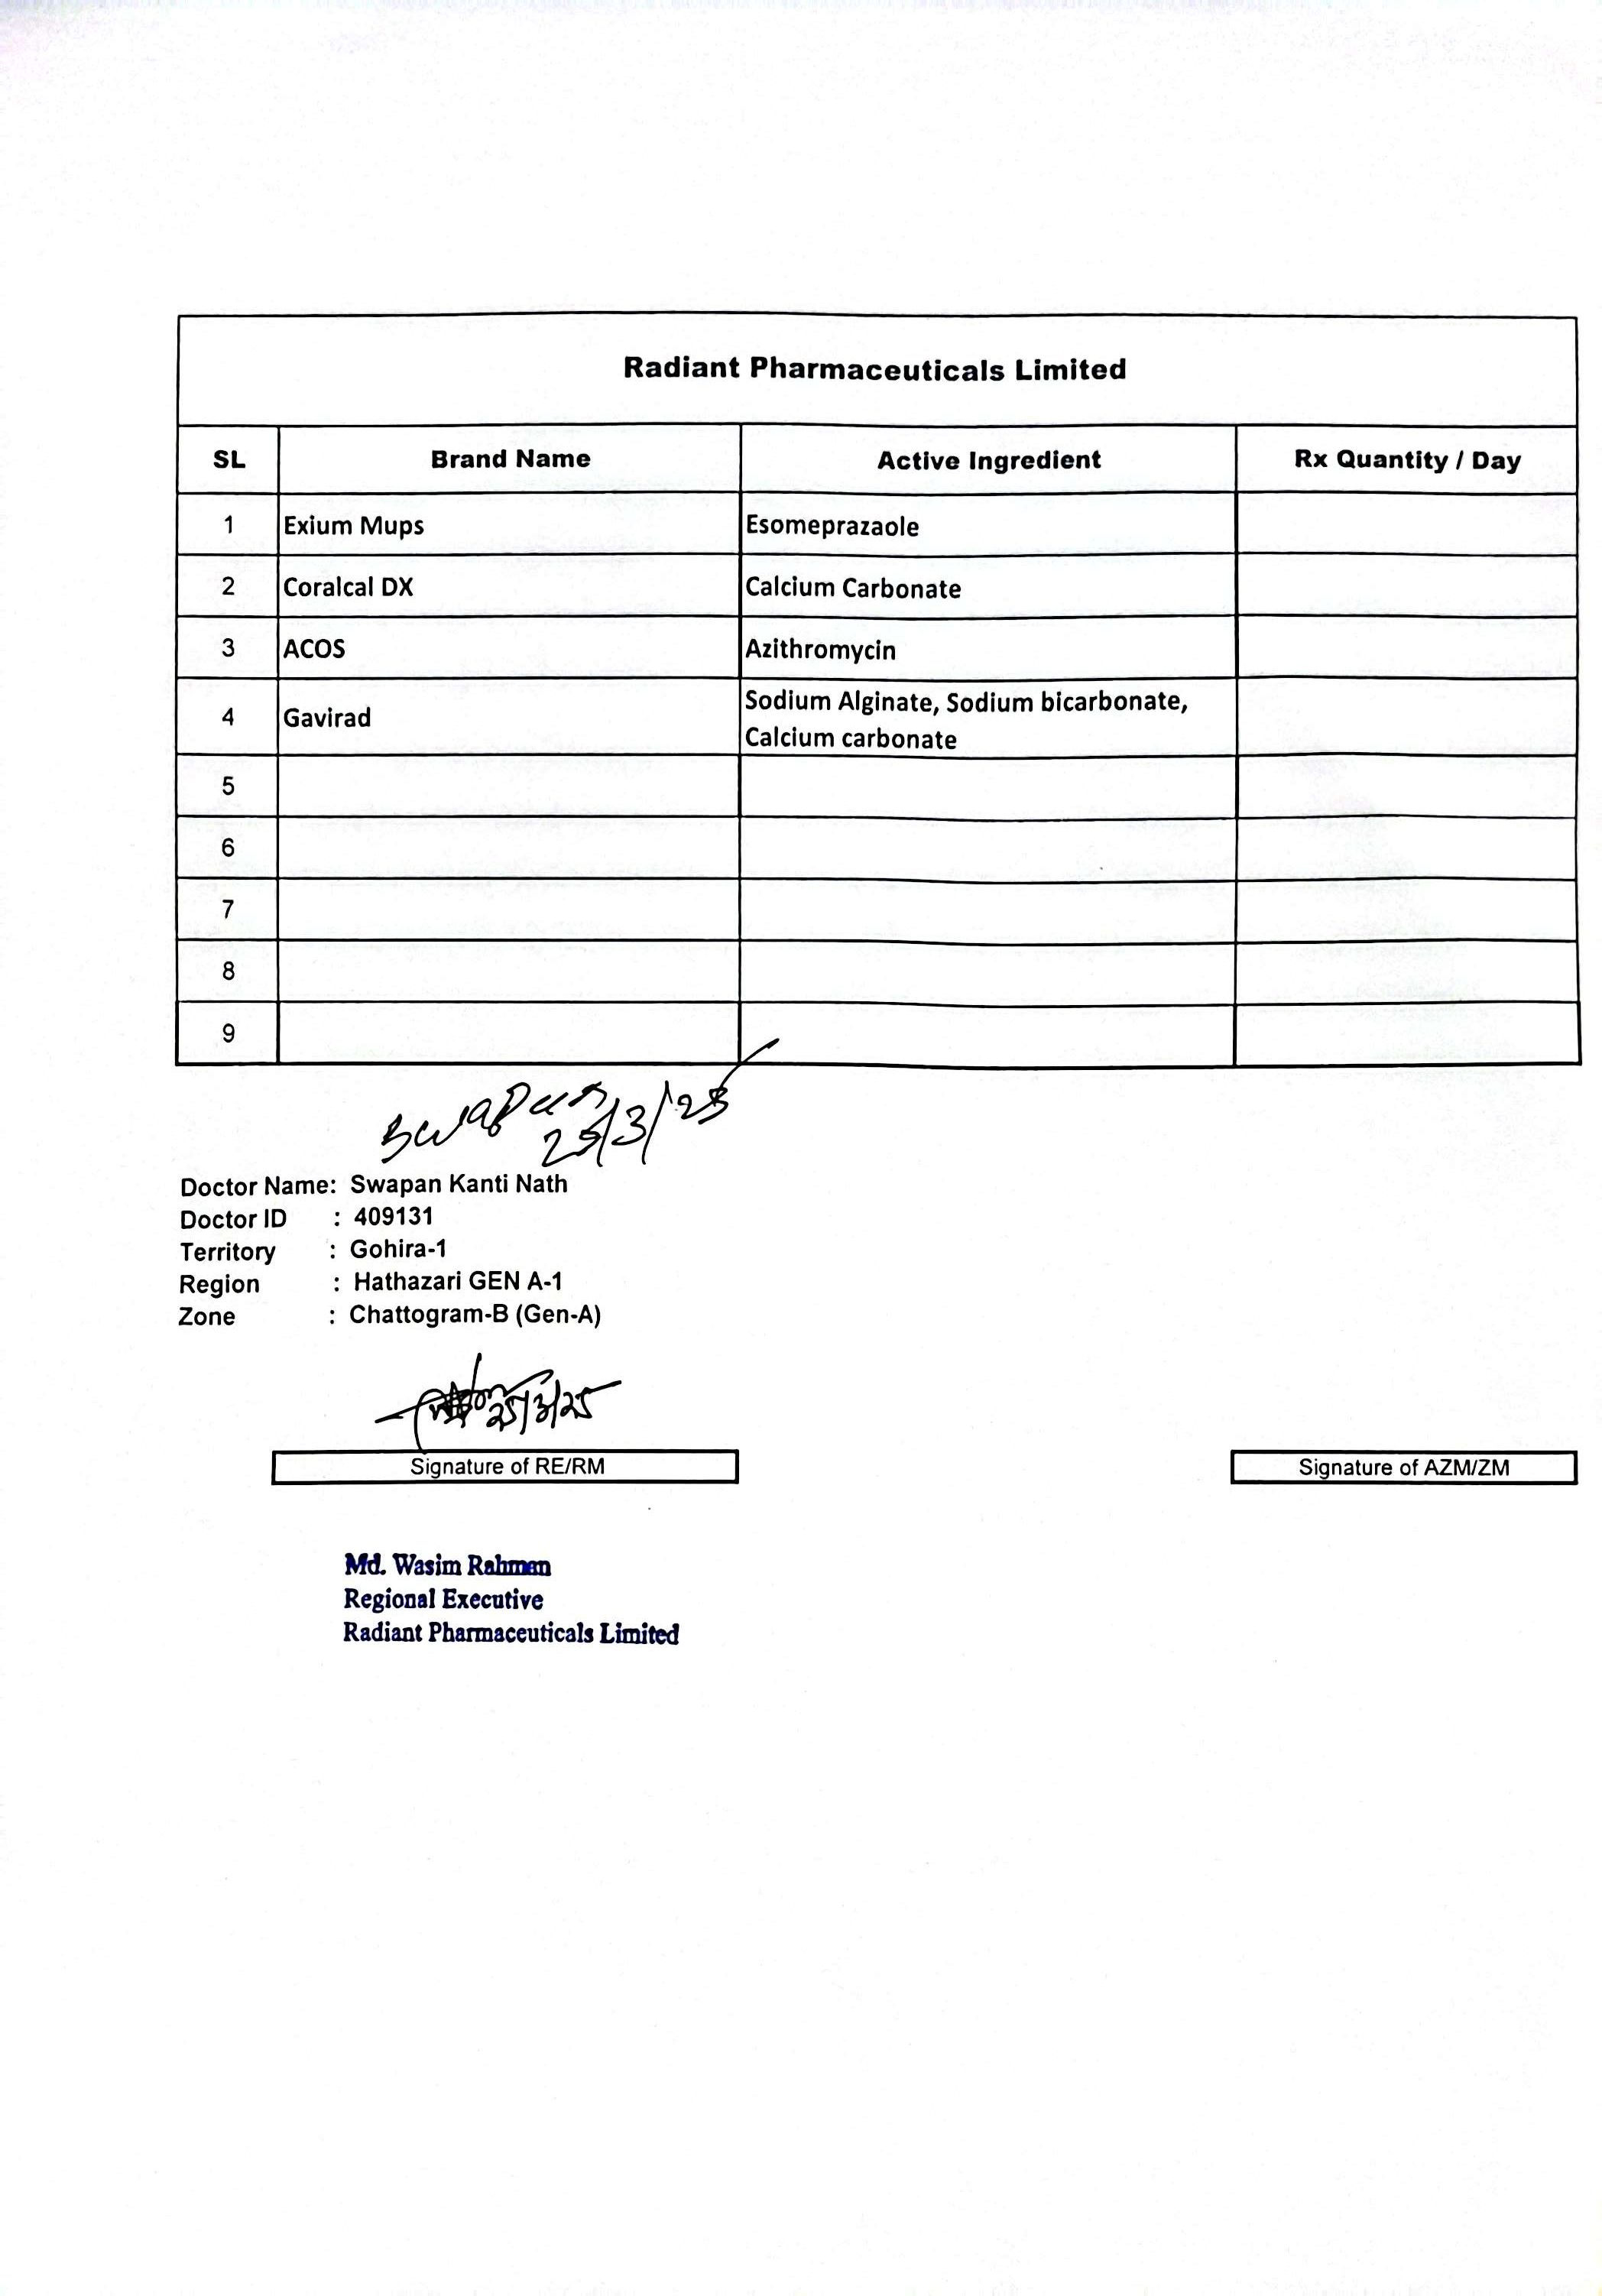 Radiant Pharmaceuticals Limited
SL Brand Name Active Ingredient Rx Quantity / Day
1 Exium Mups Esomeprazaole
2 Coralcal DX Calcium Carbonate
3 ACOS Azithromycin
4 Gavirad Sodium Alginate, Sodium bicarbonate,
Calcium carbonate
5
6
7
8
9
Swapan
25/3/25
Doctor Name: Swapan Kanti Nath
Doctor ID : 409131
Territory : Gohira-1
Region : Hathazari GEN A-1
Zone : Chattogram-B (Gen-A)
25/3/25
Signature of RE/RM Signature of AZM/ZM
Md. Wasim Rahman
Regional Executive
Radiant Pharmaceuticals Limited